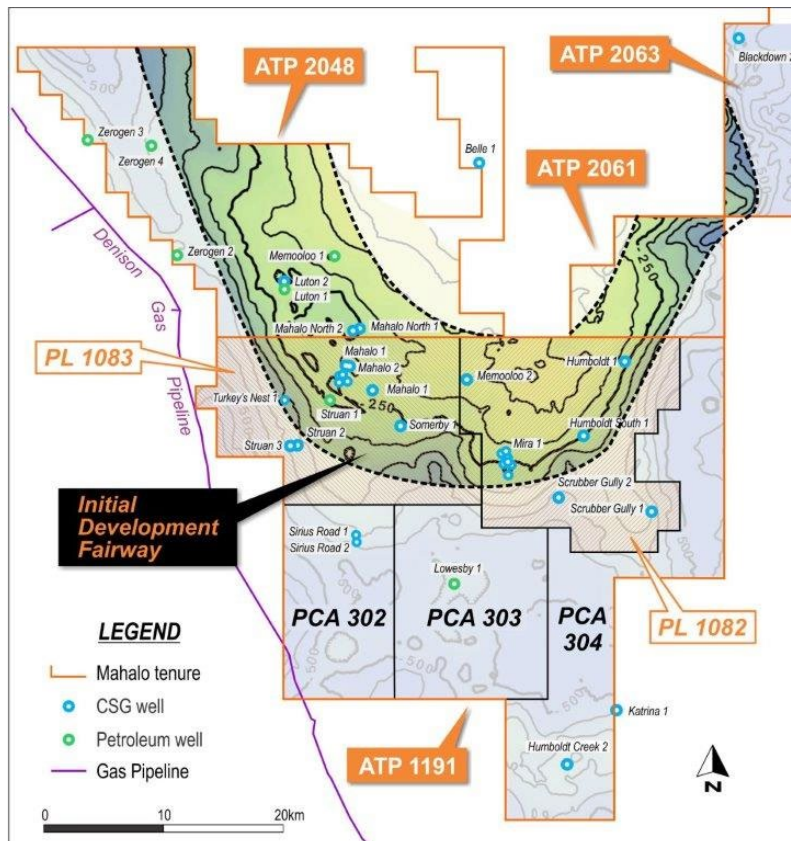 ATP 2048
ATP 2063
Blackdown 2
Zerogen 3
Zerogen 4
Belle 1
ATP 2061
Denison
Gas
Pipeline
Zerogen 2
Memooloo 1
Luton 2
Luton 1
-250
-500
Mahalo North 2
Mahalo North 1
PL 1083
Mahalo 1
Mahalo 2
Mahalo 1
Memooloo 2
Humboldt 1
Turkey's Nest 1
Struan 1
-250
Somerby 1
Humboldt South 1
Struan 2
Struan 3
Mira 1
Initial
Development
Fairway
Scrubber Gully 2
Scrubber Gully 1
Sirius Road 1
Sirius Road 2
Lowesby 1
PCA 302
PCA 303
PCA
304
PL 1082
-500
LEGEND
Mahalo tenure
CSG well
Petroleum well
Gas Pipeline
ATP 1191
Katrina 1
Humboldt Creek 2
N
0
10
20km